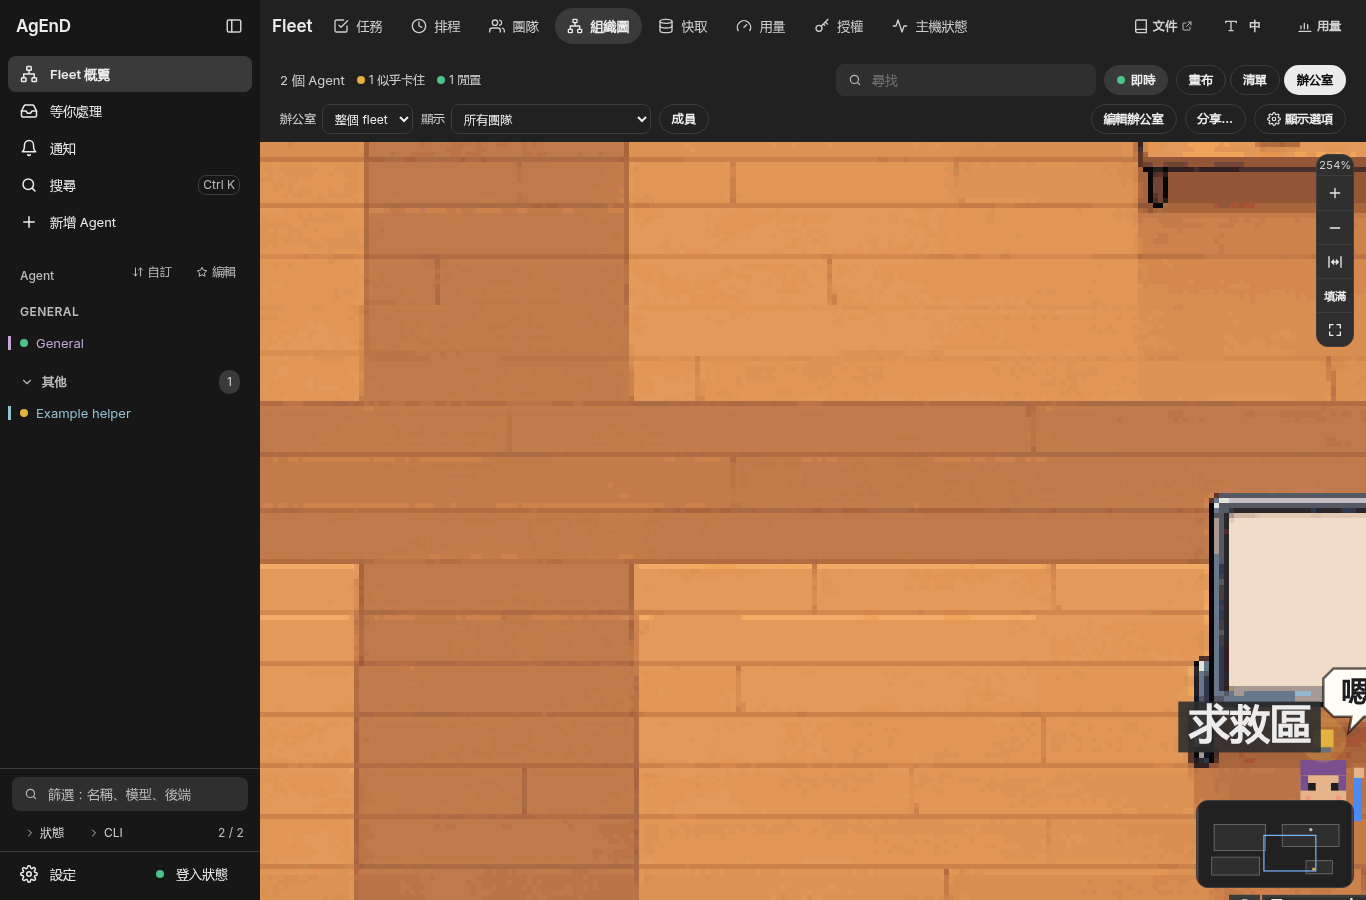 AgEnD
Fleet 概覽
等你處理
通知
搜尋 Ctrl K
新增 Agent
Agent 自訂 編輯
GENERAL
General
其他 1
Example helper
篩選：名稱、模型、後端
狀態 CLI 2 / 2
設定 登入狀態
Fleet 任務 排程 團隊 組織圖 快取 用量 授權 主機狀態 文件 中 用量
2 個 Agent 1 似乎卡住 1 閒置 尋找 即時 畫布 清單 辦公室
辦公室 整個 fleet 顯示 所有團隊 成員 編輯辦公室 分享... 顯示選項
254%
填滿
嗯
求救區